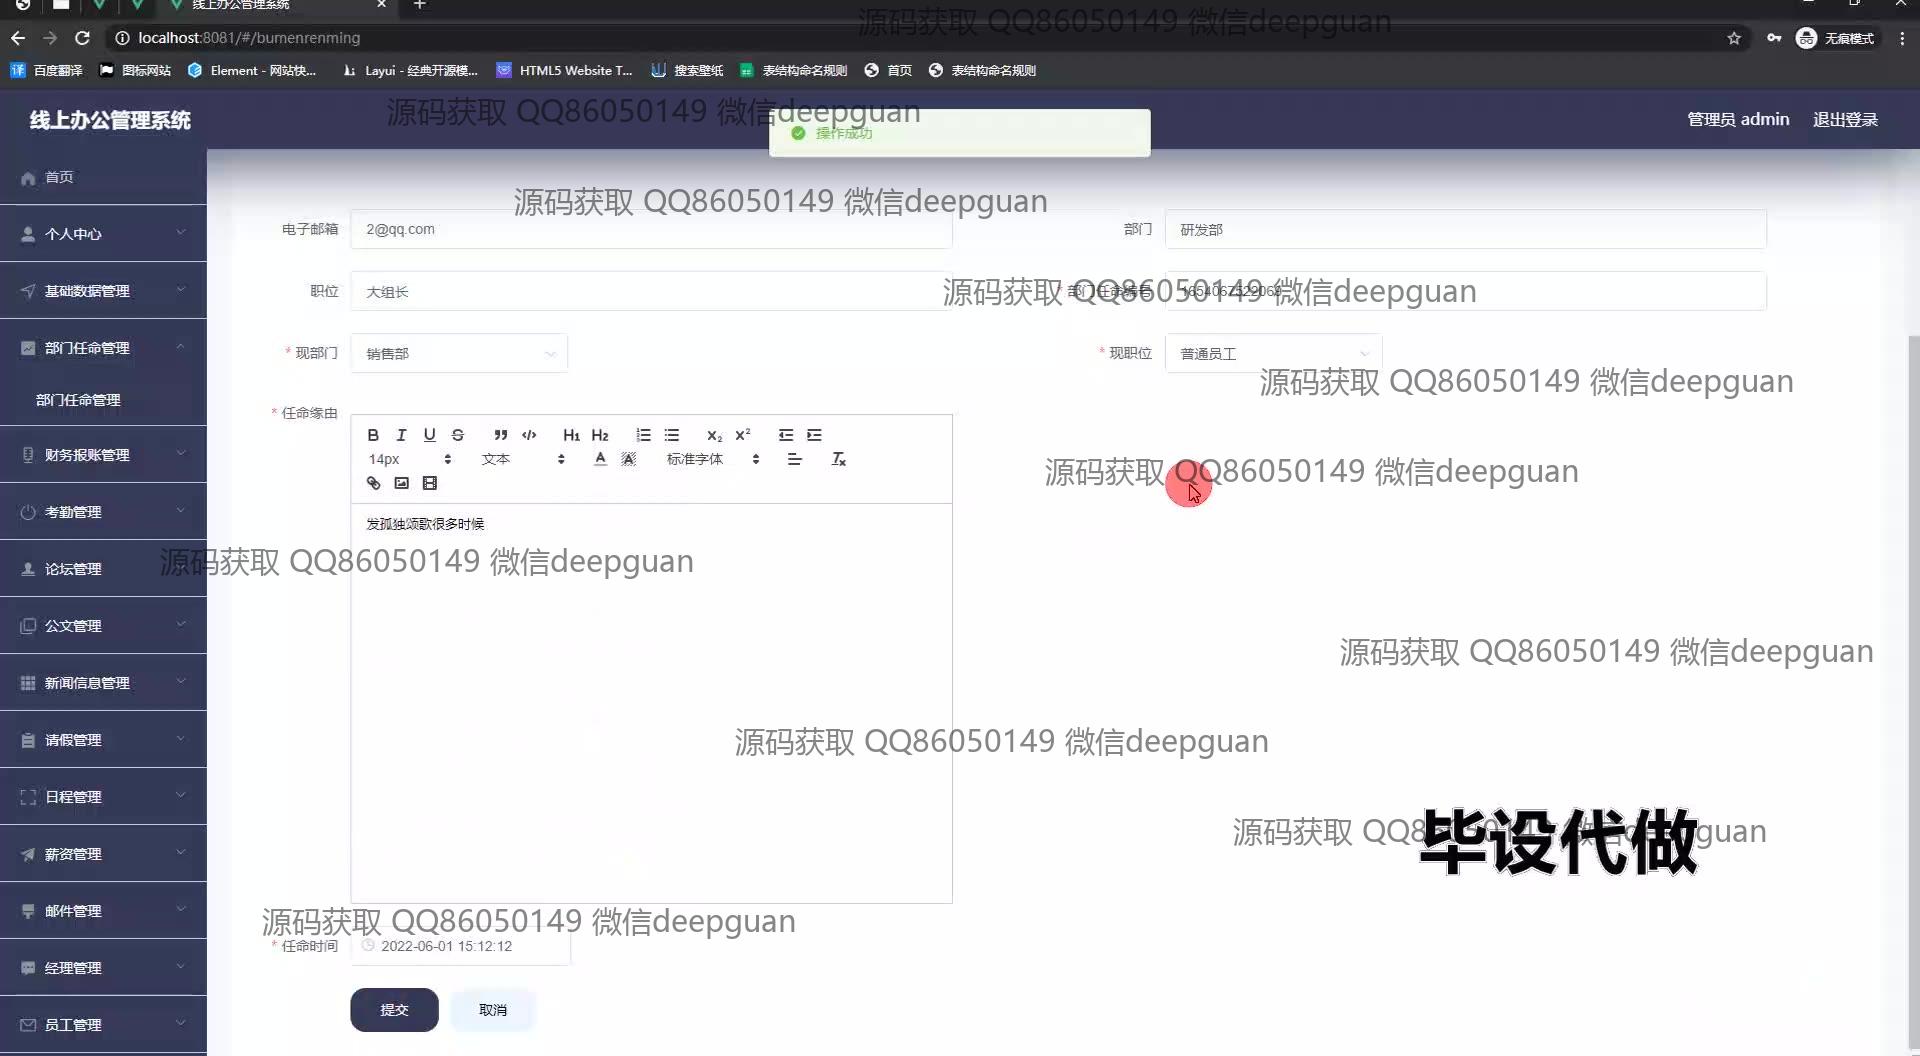 线上办公管理系统
localhost:8081/#/bumenrenming
无痕模式
百度翻译
图标网站
Element - 网站快...
Layui - 经典开源模...
HTML5 Website T...
搜索壁纸
表结构命名规则
首页
表结构命名规则
源码获取 QQ86050149 微信deepguan
线上办公管理系统
源码获取 QQ86050149 微信deepguan
操作成功
管理员 admin
退出登录
首页
个人中心
基础数据管理
部门任命管理
部门任命管理
财务报账管理
考勤管理
论坛管理
公文管理
新闻信息管理
请假管理
日程管理
薪资管理
邮件管理
经理管理
员工管理
源码获取 QQ86050149 微信deepguan
电子邮箱
2@qq.com
部门
研发部
职位
大组长
源码获取 QQ86050149 微信deepguan
* 部门任命编号
* 现部门
销售部
* 现职位
普通员工
源码获取 QQ86050149 微信deepguan
* 任命缘由
B I U S H1 H2 X2 X2
14px 文本 A A 标准字体
源码获取 QQ86050149 微信deepguan
发孤独颂歌很多时候
源码获取 QQ86050149 微信deepguan
源码获取 QQ86050149 微信deepguan
源码获取 QQ86050149 微信deepguan
源码获取 QQ86050149 微信deepguan
毕设代做
源码获取 QQ86050149 微信deepguan
* 任命时间
2022-06-01 15:12:12
提交
取消